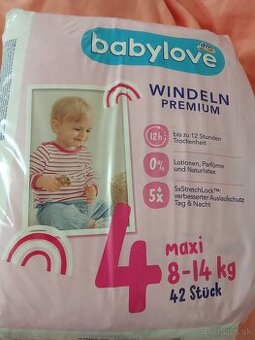 babylove
WINDELN
PREMIUM
12h
bis zu 12 Stunden
Trockenheit
0%
Lotionen, Parfüme
und Naturlatex
5x
5xStretchLock™-
verbesserter Auslaufschutz
Tag & Nacht
4
maxi
8-14 kg
42 Stück